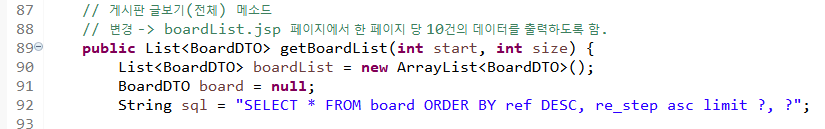 87 // 게시판 글보기(전체) 메소드
88 // 변경 -> boardList.jsp 페이지에서 한 페이지 당 10건의 데이터를 출력하도록 함.
89 public List<BoardDTO> getBoardList(int start, int size) {
90 List<BoardDTO> boardList = new ArrayList<BoardDTO>();
91 BoardDTO board = null;
92 String sql = "SELECT * FROM board ORDER BY ref DESC, re_step asc limit ?, ?";
93